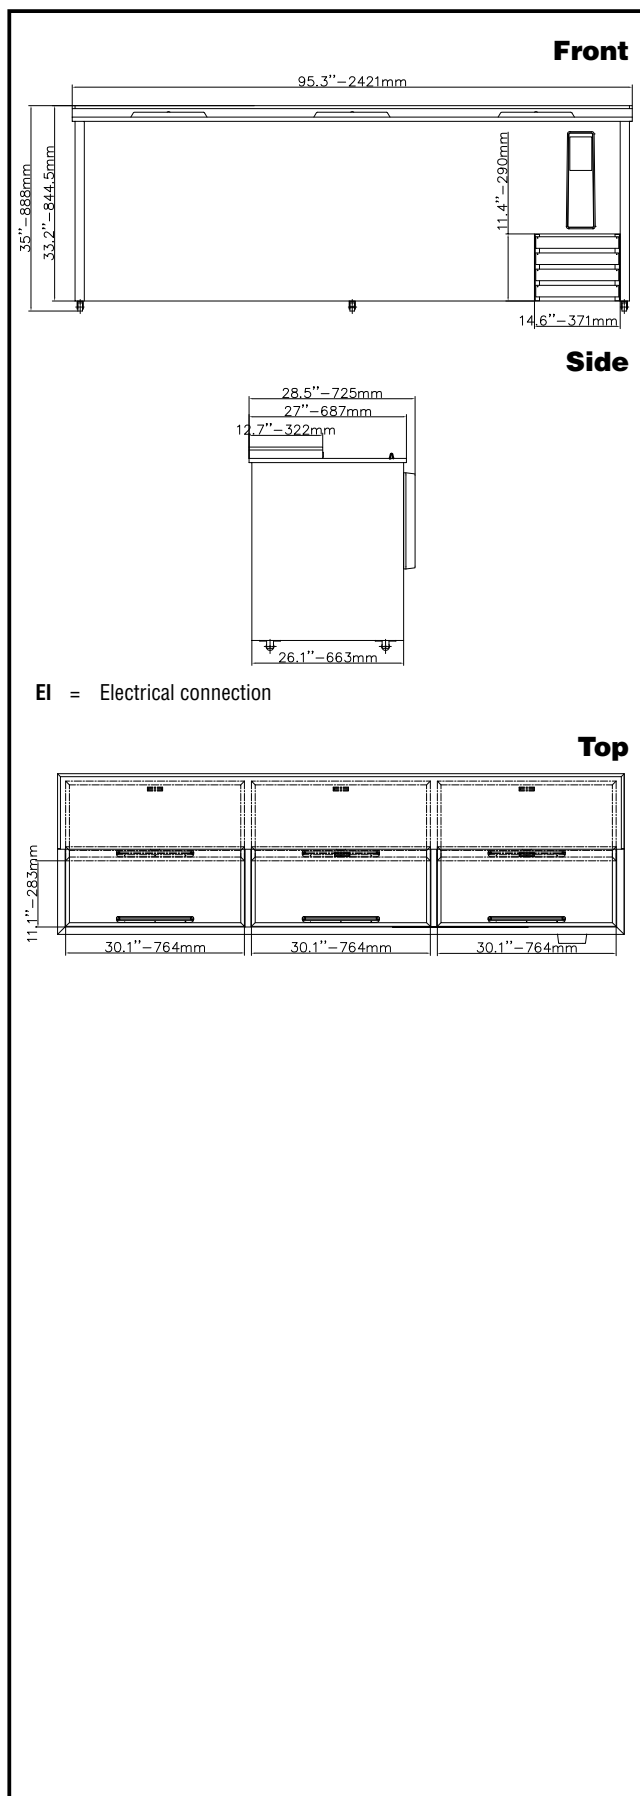 Front
95.3’’–2421mm
35’’–888mm
33.2’’–844.5mm
11.4’’–290mm
14.6’’–371mm
Side
28.5’’–725mm
27’’–687mm
12.7’’–322mm
26.1’’–663mm
EI = Electrical connection
Top
11.1’’–283mm
30.1’’–764mm 30.1’’–764mm 30.1’’–764mm